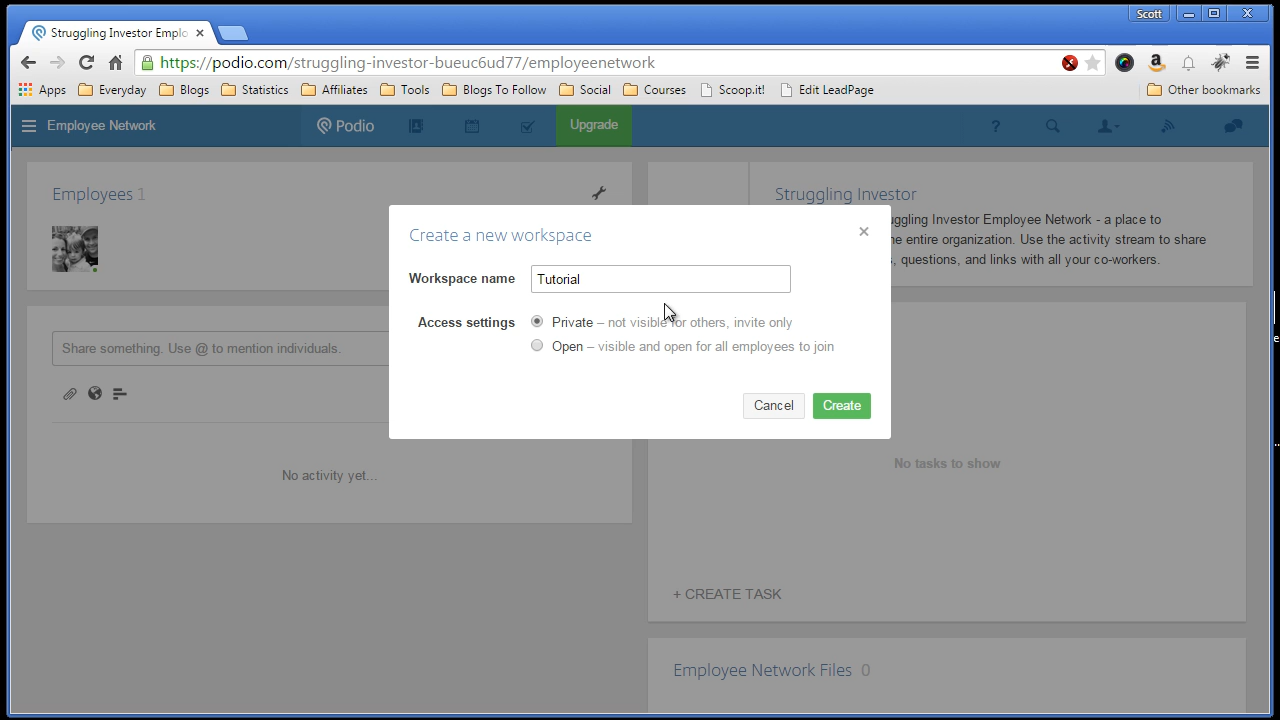 Scott
Struggling Investor Emplo
https://podio.com/struggling-investor-bueuc6ud77/employeenetwork
Apps Everyday Blogs Statistics Affiliates Tools Blogs To Follow Social Courses Scoop.it! Edit LeadPage Other bookmarks
Employee Network Podio Upgrade ?
Employees 1
Struggling Investor
uggling Investor Employee Network - a place to
e entire organization. Use the activity stream to share
, questions, and links with all your co-workers.
Create a new workspace
Workspace name Tutorial
Access settings Private – not visible for others, invite only
Open – visible and open for all employees to join
Cancel Create
Share something. Use @ to mention individuals.
No activity yet...
No tasks to show
+ CREATE TASK
Employee Network Files 0